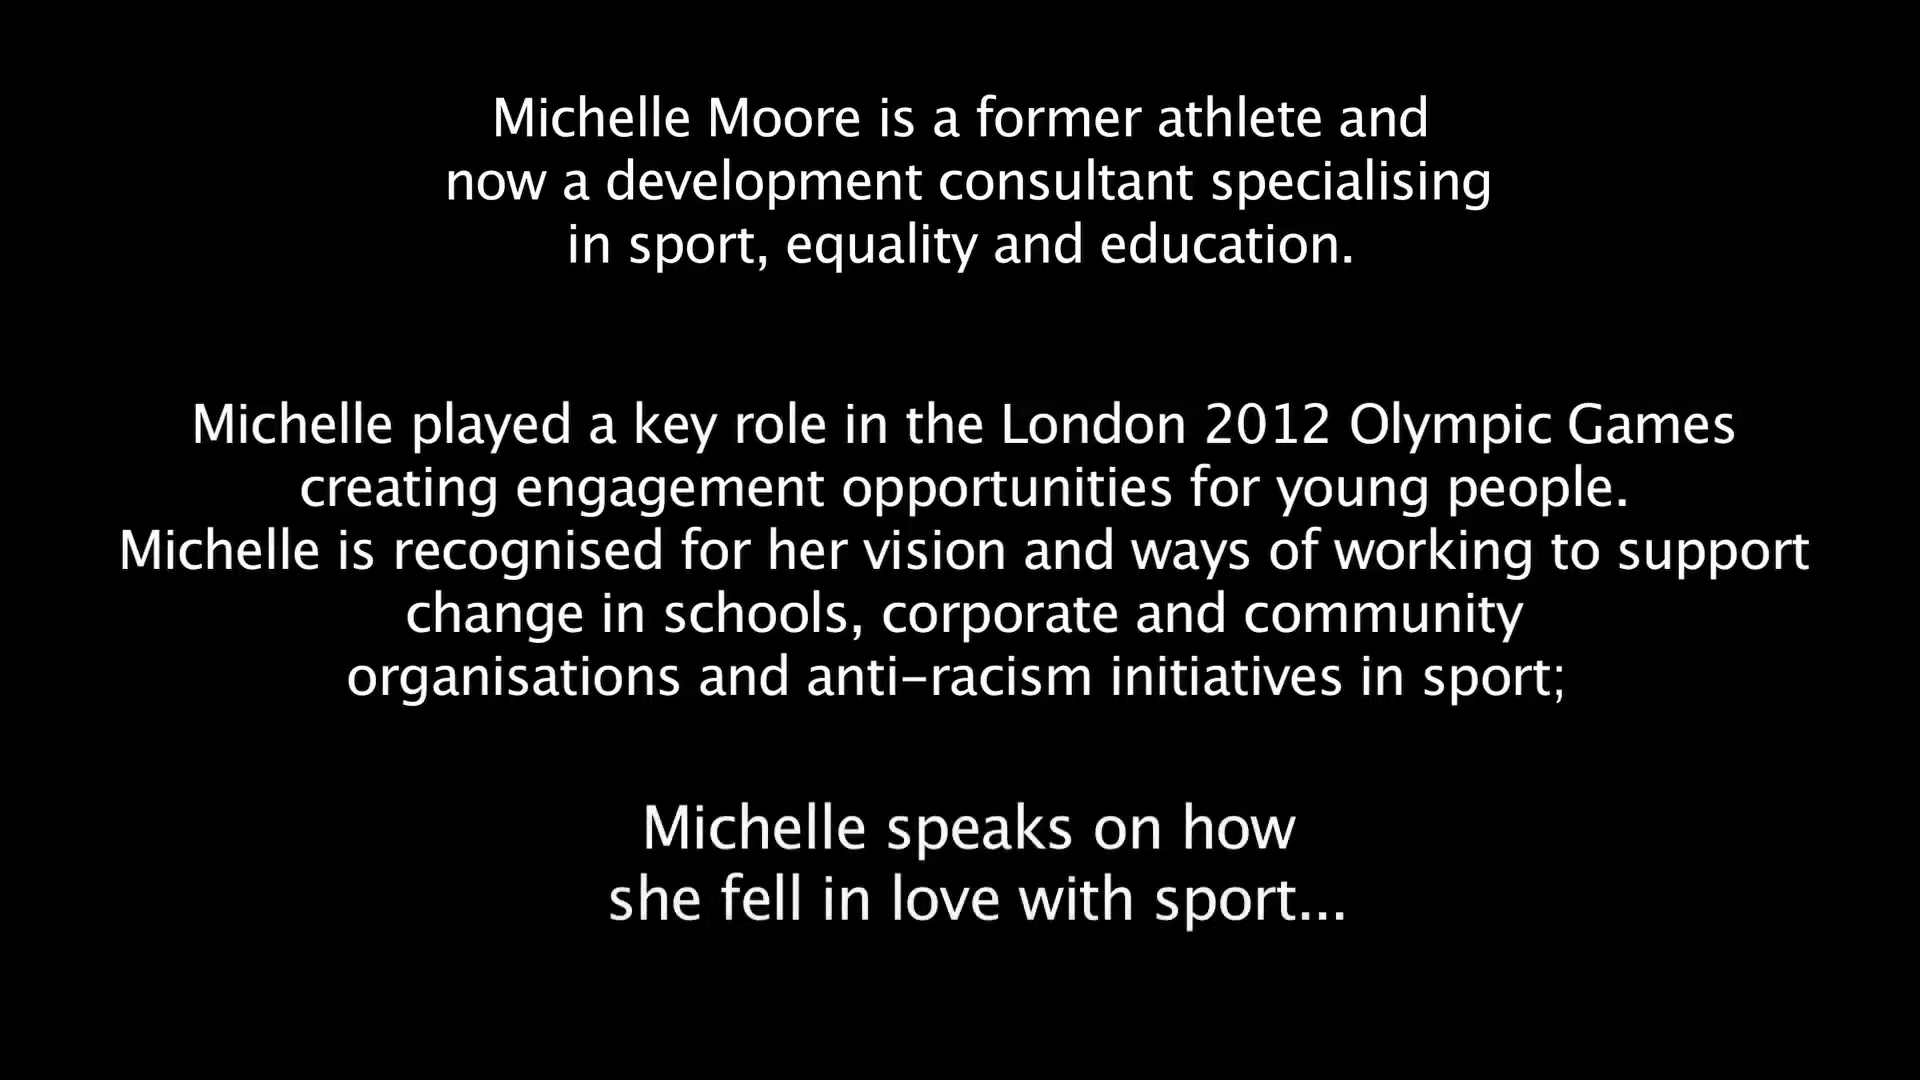 Michelle Moore is a former athlete and
now a development consultant specialising
in sport, equality and education.
Michelle played a key role in the London 2012 Olympic Games
creating engagement opportunities for young people.
Michelle is recognised for her vision and ways of working to support
change in schools, corporate and community
organisations and anti-racism initiatives in sport;
Michelle speaks on how
she fell in love with sport...